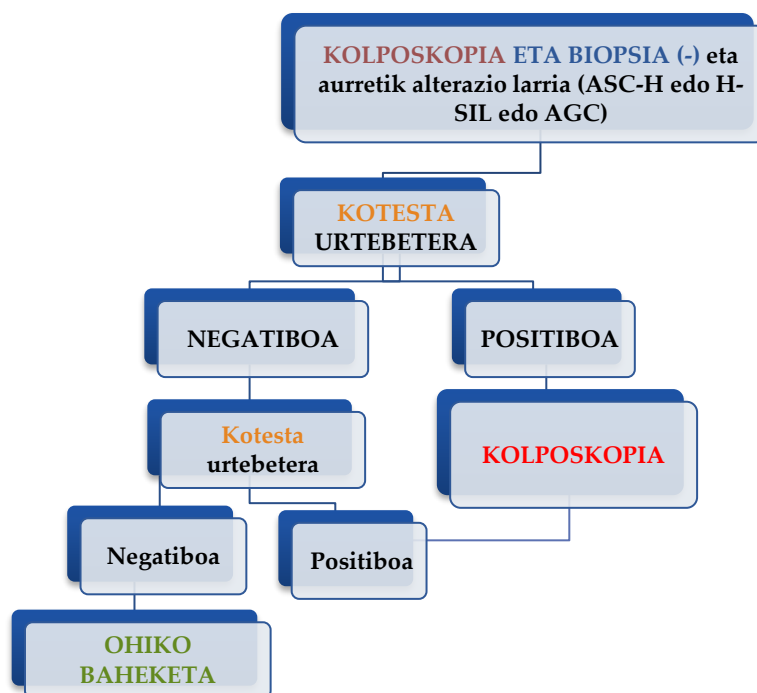 KOLPOSKOPIA ETA BIOPSIA (-) eta
aurretik alterazio larria (ASC-H edo H-
SIL edo AGC)
KOTESTA
URTEBETERA
NEGATIBOA
POSITIBOA
Kotesta
urtebetera
KOLPOSKOPIA
Negatiboa
Positiboa
OHIKO
BAHEKETA